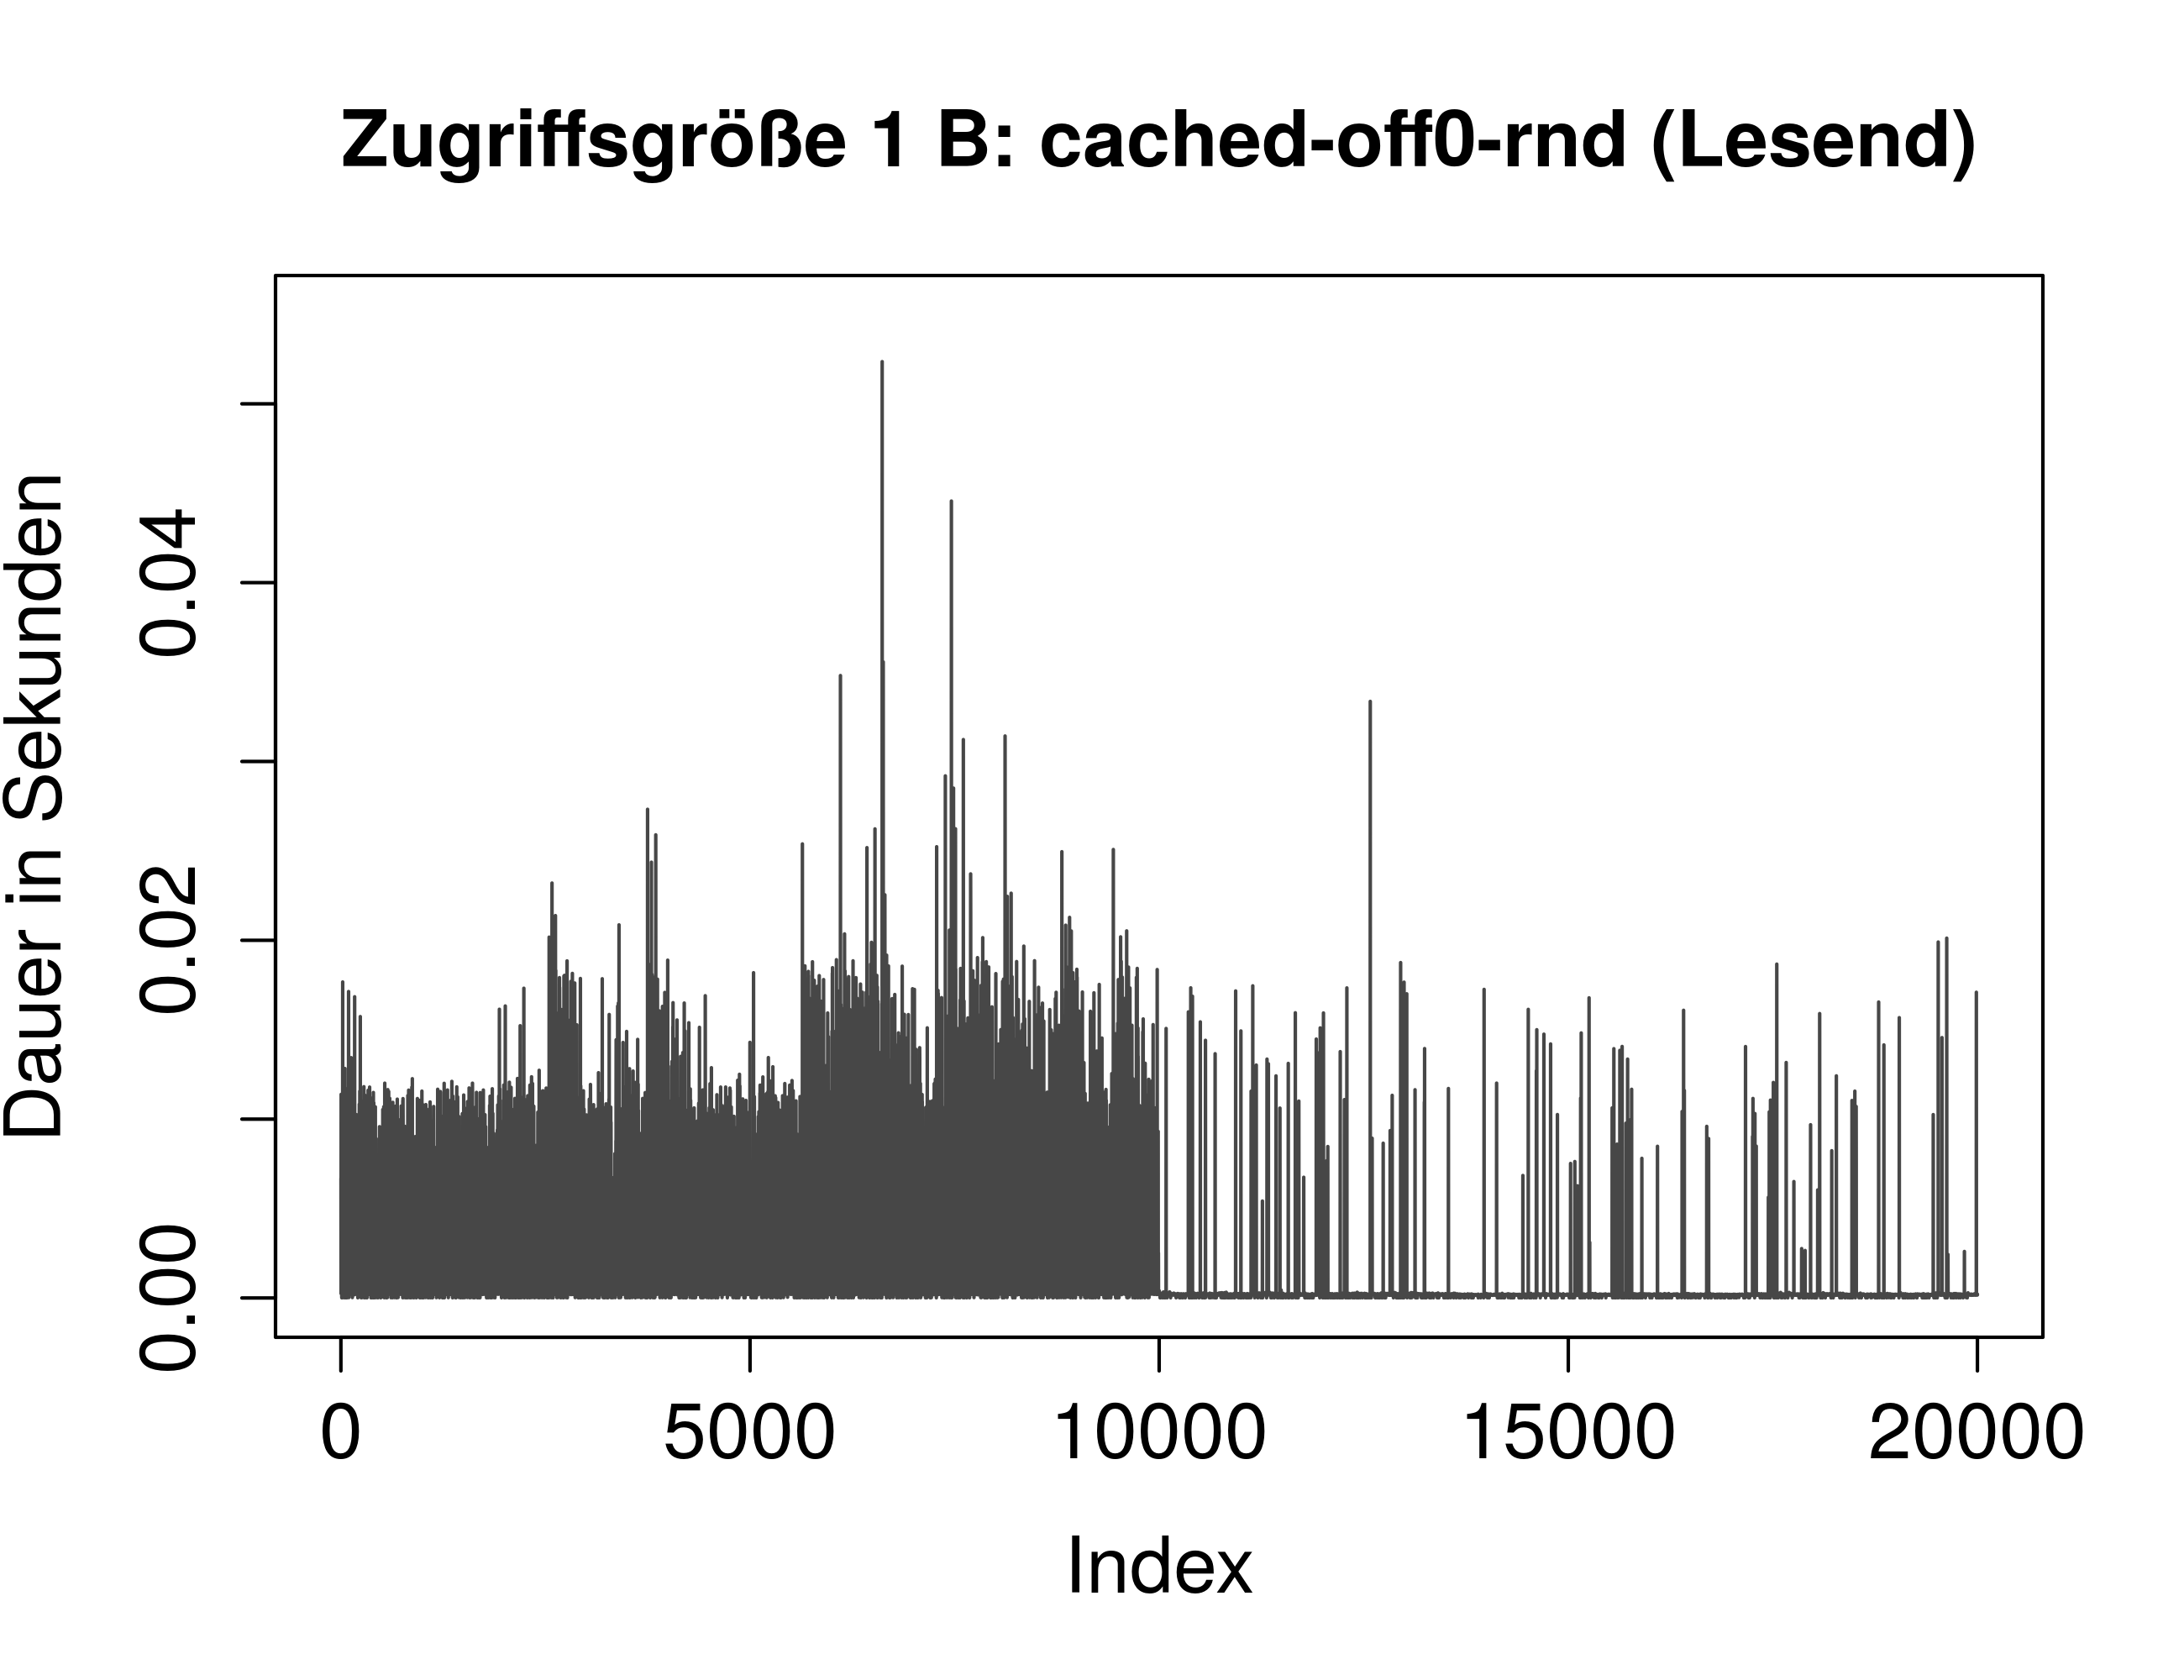 Zugriffsgröße 1 B: cached-off0-rnd (Lesend)
Dauer in Sekunden
0.04
0.02
0.00
0 5000 10000 15000 20000
Index